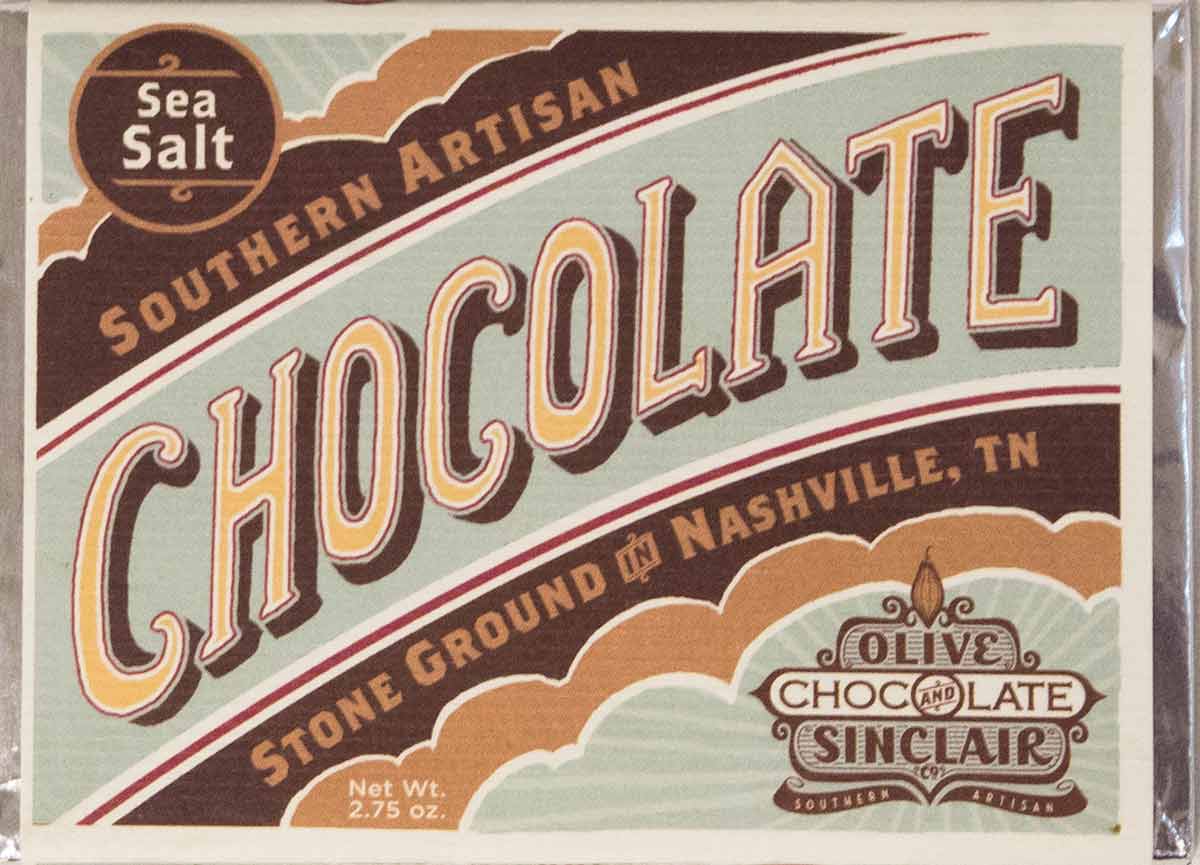 Sea
Salt
SOUTHERN ARTISAN
CHOCOLATE
STONE GROUND IN NASHVILLE, TN
Net Wt.
2.75 oz.
OLIVE
CHOCOLATE
AND
SINCLAIR
CO.
SOUTHERN ARTISAN